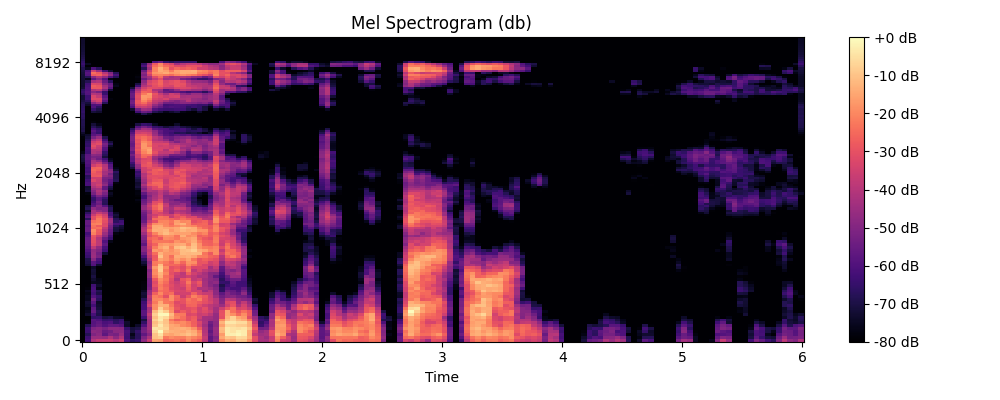 Mel Spectrogram (db)
8192
4096
2048
1024
512
0
Hz
0 1 2 3 4 5 6
Time
+0 dB
-10 dB
-20 dB
-30 dB
-40 dB
-50 dB
-60 dB
-70 dB
-80 dB